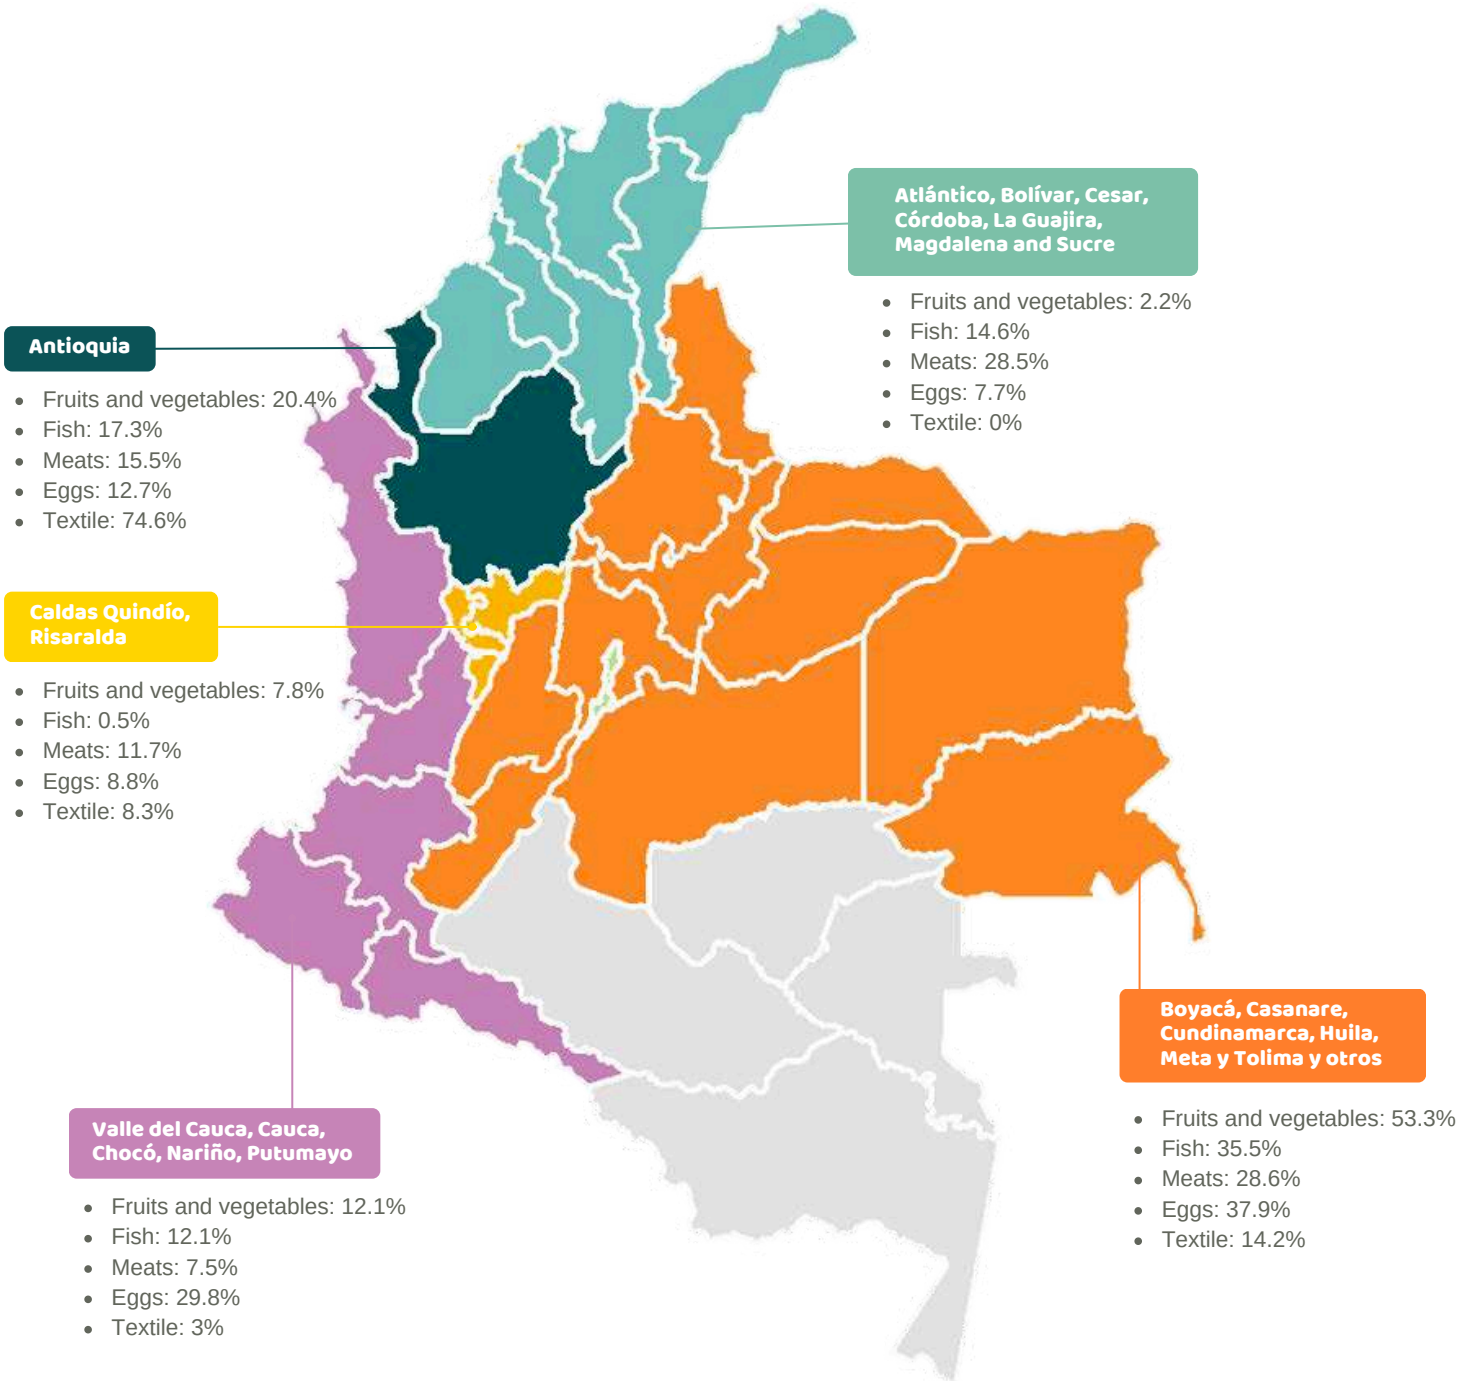 Atlántico, Bolívar, Cesar,
Córdoba, La Guajira,
Magdalena and Sucre
• Fruits and vegetables: 2.2%
• Fish: 14.6%
• Meats: 28.5%
• Eggs: 7.7%
• Textile: 0%
Antioquia
• Fruits and vegetables: 20.4%
• Fish: 17.3%
• Meats: 15.5%
• Eggs: 12.7%
• Textile: 74.6%
Caldas Quindío,
Risaralda
• Fruits and vegetables: 7.8%
• Fish: 0.5%
• Meats: 11.7%
• Eggs: 8.8%
• Textile: 8.3%
Boyacá, Casanare,
Cundinamarca, Huila,
Meta y Tolima y otros
• Fruits and vegetables: 53.3%
• Fish: 35.5%
• Meats: 28.6%
• Eggs: 37.9%
• Textile: 14.2%
Valle del Cauca, Cauca,
Chocó, Nariño, Putumayo
• Fruits and vegetables: 12.1%
• Fish: 12.1%
• Meats: 7.5%
• Eggs: 29.8%
• Textile: 3%